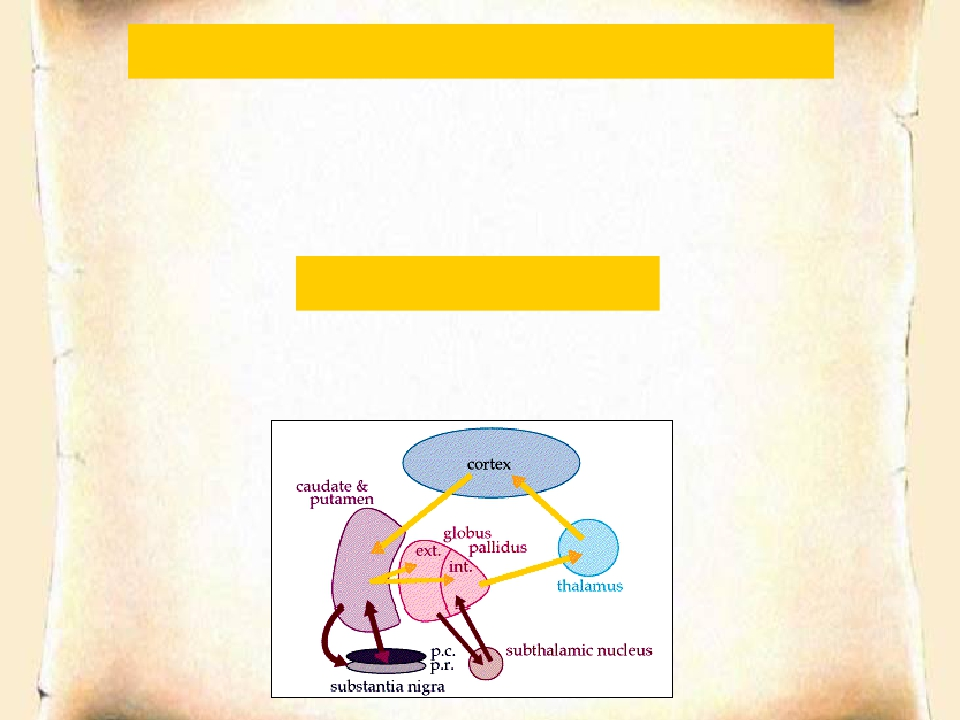 cortex
caudate &
putamen
globus
pallidus
ext.
int.
thalamus
p.c.
p.r.
subthalamic nucleus
substantia nigra